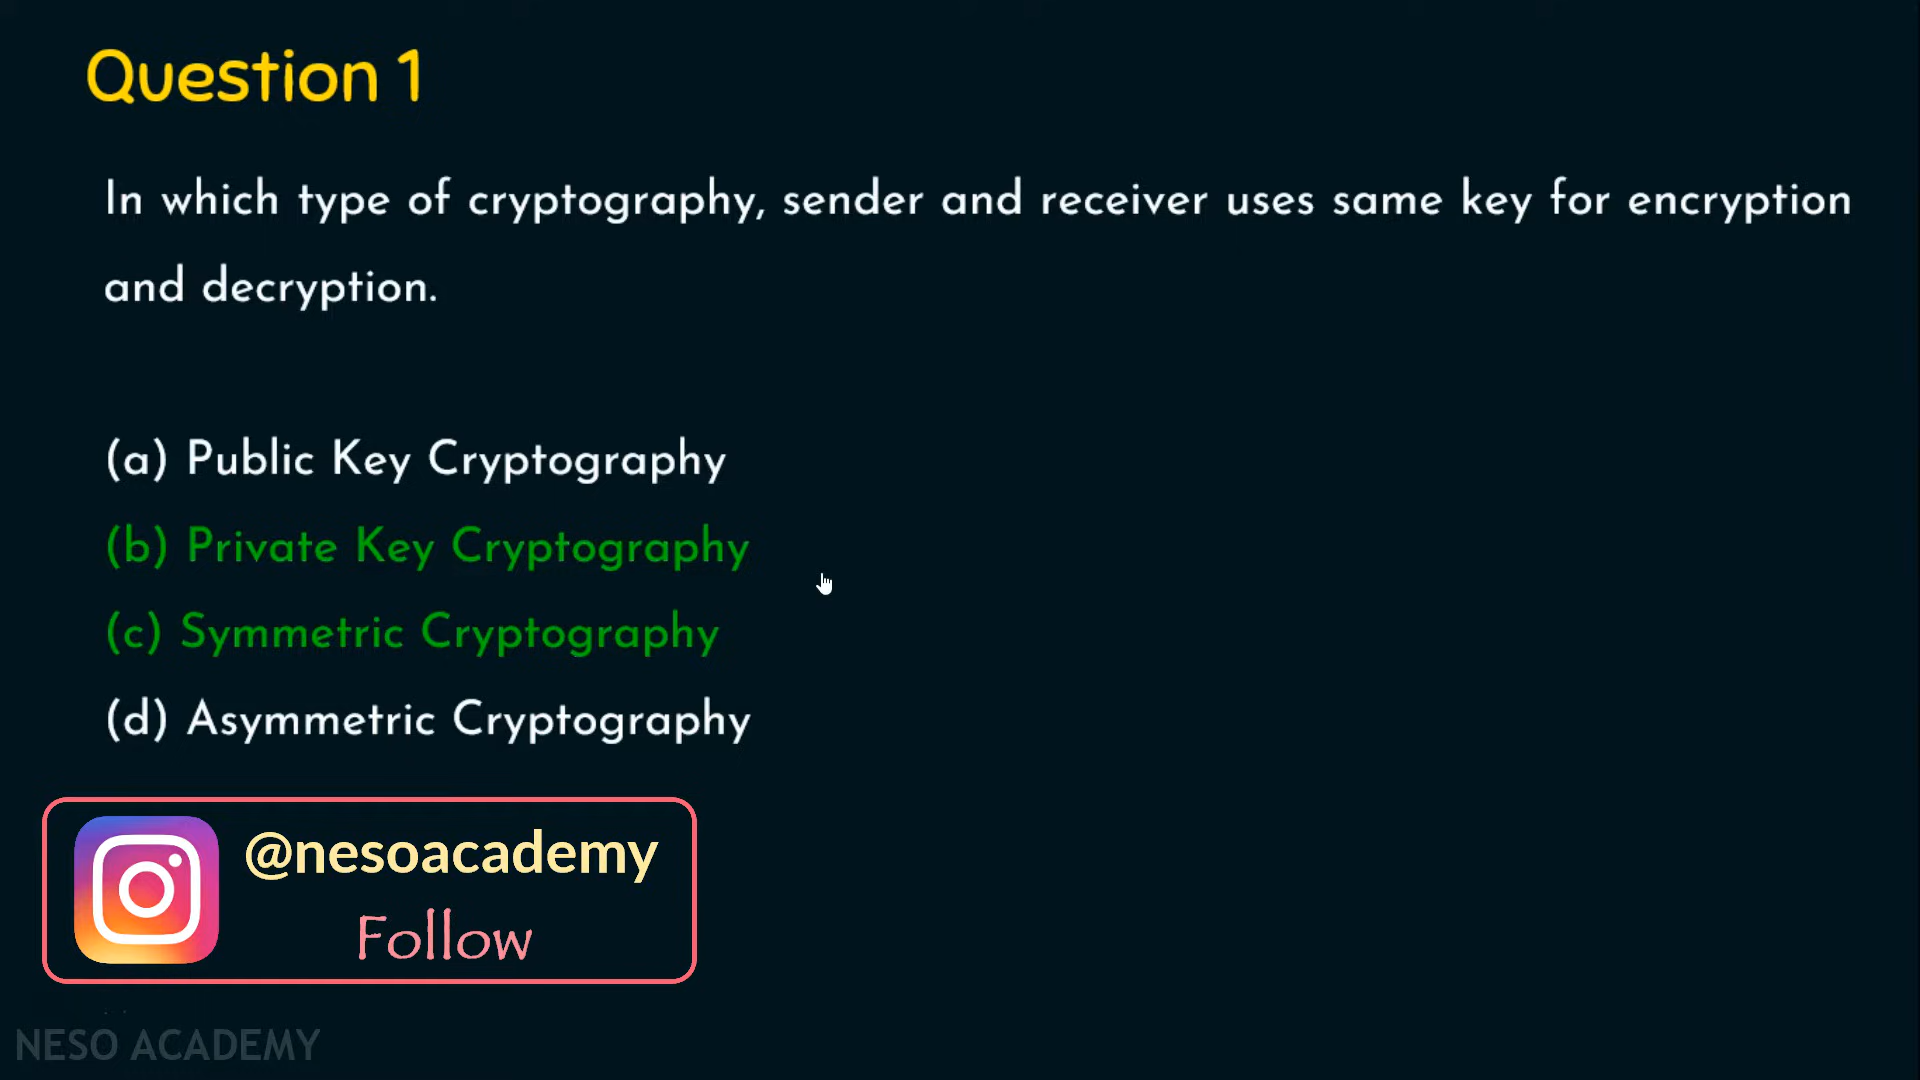 Question 1
In which type of cryptography, sender and receiver uses same key for encryption
and decryption.
(a) Public Key Cryptography
(b) Private Key Cryptography
(c) Symmetric Cryptography
(d) Asymmetric Cryptography
@nesoacademy
Follow
NESO ACADEMY